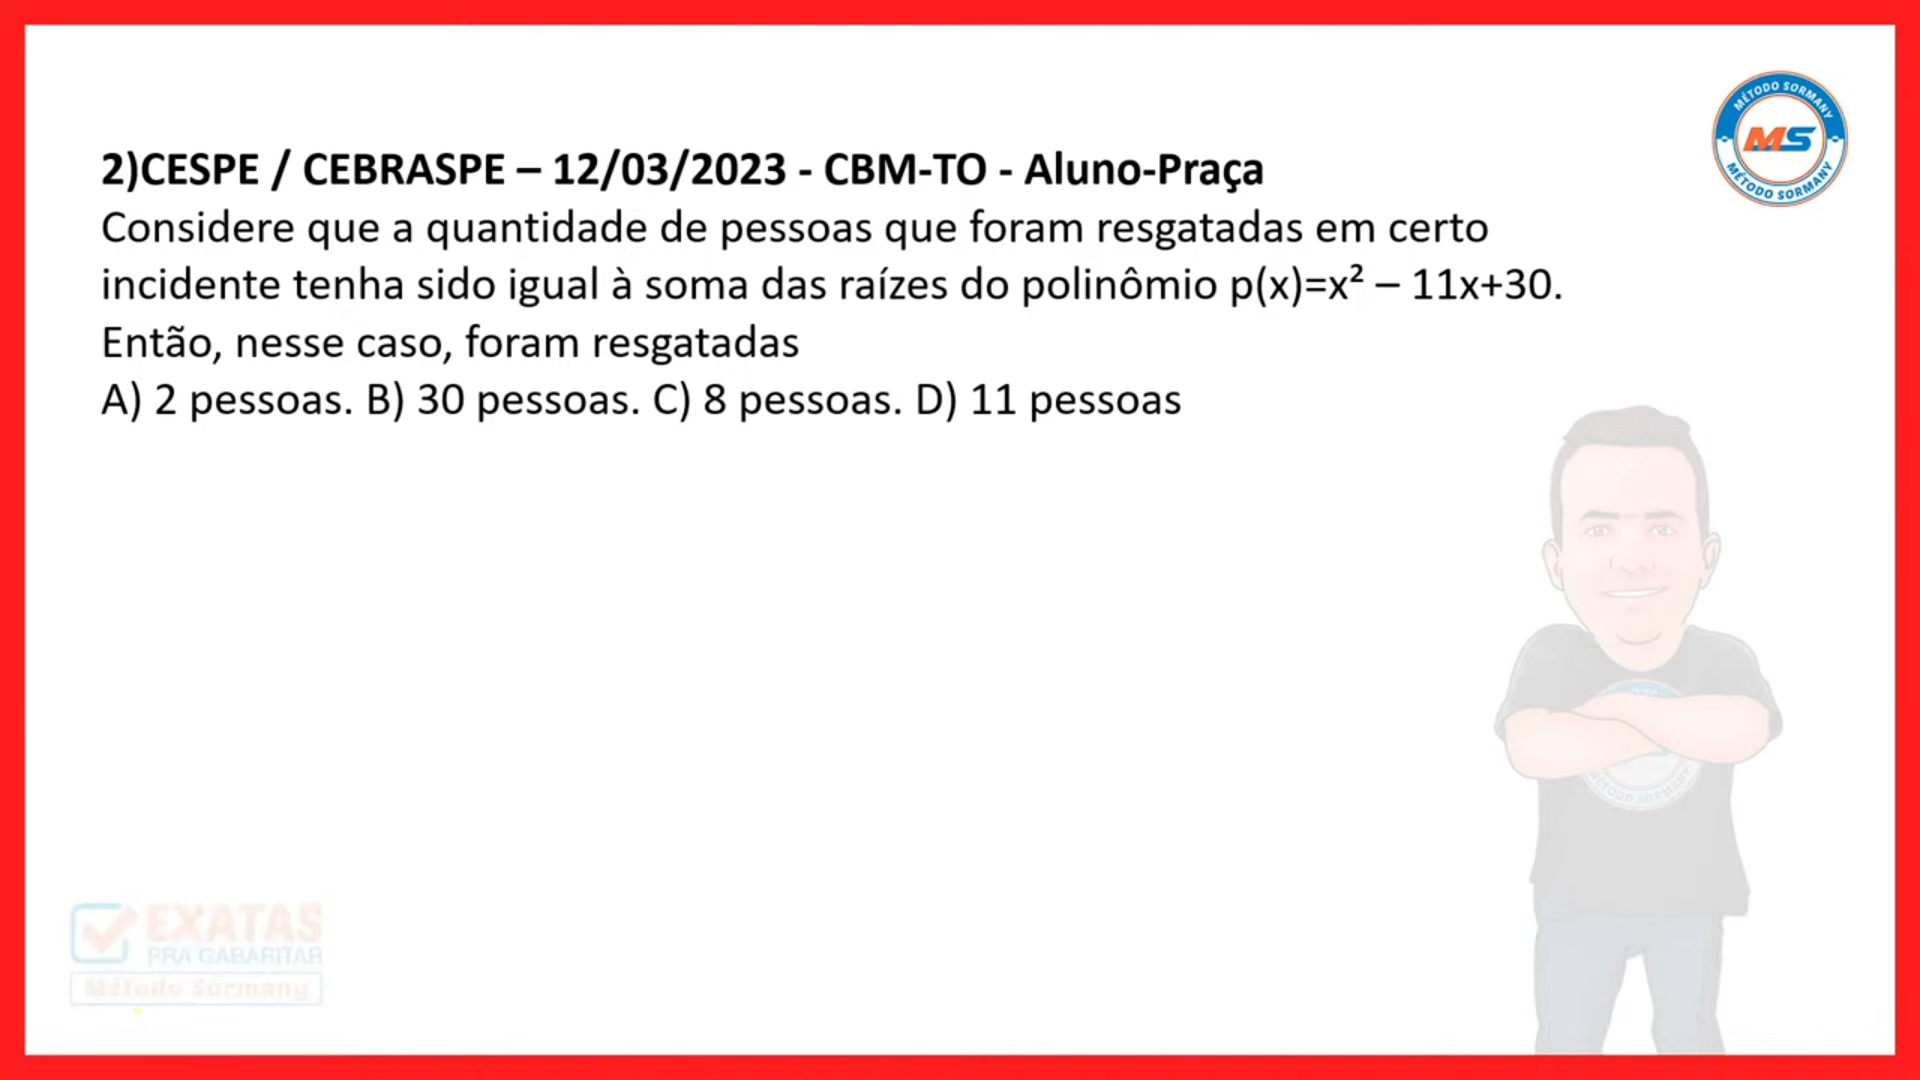 MÉTODO SORMANY
MS
MÉTODO SORMANY
2)CESPE / CEBRASPE – 12/03/2023 - CBM-TO - Aluno-Praça
Considere que a quantidade de pessoas que foram resgatadas em certo
incidente tenha sido igual à soma das raízes do polinômio p(x)=x² – 11x+30.
Então, nesse caso, foram resgatadas
A) 2 pessoas. B) 30 pessoas. C) 8 pessoas. D) 11 pessoas
MÉTODO SORMANY
EXATAS
PRA GABARITAR
Método Sormany